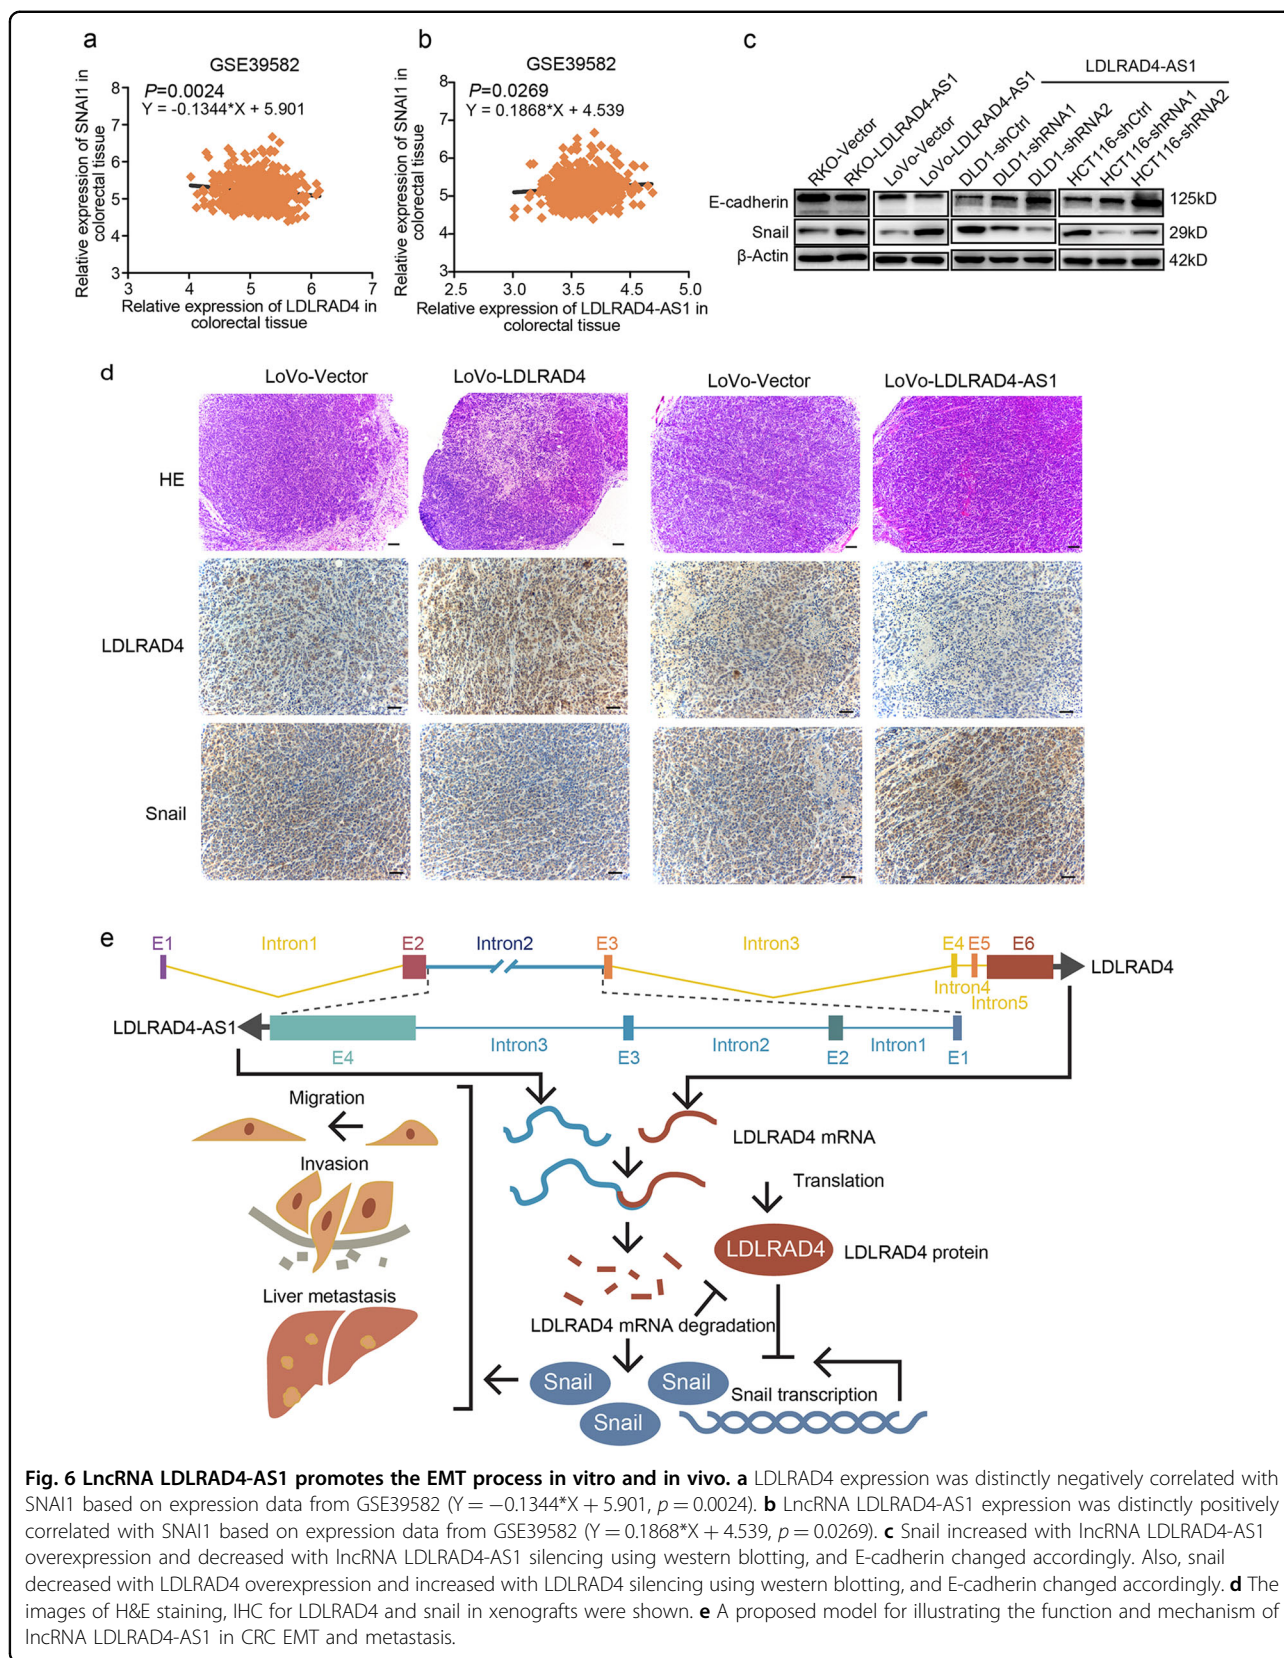 a
GSE39582
P=0.0024
Y = -0.1344*X + 5.901
Relative expression of SNAI1 in
colorectal tissue
8
7
6
5
4
3
3
4
5
6
7
Relative expression of LDLRAD4 in
colorectal tissue
b
GSE39582
P=0.0269
Y = 0.1868*X + 4.539
Relative expression of SNAI1 in
colorectal tissue
8
7
6
5
4
3
2.5
3.0
3.5
4.5
5.0
Relative expression of LDLRAD4-AS1 in
colorectal tissue
c
LDLRAD4-AS1
RKO-Vector
RKO-LDLRAD4-AS1
LoVo-Vector
LoVo-LDLRAD4-AS1
DLD1-shCtrl
DLD1-shRNA1
DLD1-shRNA2
HCT116-shCtrl
HCT116-shRNA1
HCT116-shRNA2
E-cadherin
125kD
Snail
29kD
β-Actin
42kD
d
LoVo-Vector
LoVo-LDLRAD4
LoVo-Vector
LoVo-LDLRAD4-AS1
HE
LDLRAD4
Snail
e
E1
Intron1
E2
Intron2
E3
Intron3
E4
E5
E6
LDLRAD4
Intron4
Intron5
LDLRAD4-AS1
E4
Intron3
E3
Intron2
E2
Intron1
E1
Migration
Invasion
Liver metastasis
LDLRAD4 mRNA
Translation
LDLRAD4
LDLRAD4 protein
LDLRAD4 mRNA degradation
Snail
Snail
Snail
Snail transcription
Fig. 6 LncRNA LDLRAD4-AS1 promotes the EMT process in vitro and in vivo. a LDLRAD4 expression was distinctly negatively correlated with
SNAI1 based on expression data from GSE39582 (Y = −0.1344*X + 5.901, p = 0.0024). b LncRNA LDLRAD4-AS1 expression was distinctly positively
correlated with SNAI1 based on expression data from GSE39582 (Y = 0.1868*X + 4.539, p = 0.0269). c Snail increased with lncRNA LDLRAD4-AS1
overexpression and decreased with lncRNA LDLRAD4-AS1 silencing using western blotting, and E-cadherin changed accordingly. Also, snail
decreased with LDLRAD4 overexpression and increased with LDLRAD4 silencing using western blotting, and E-cadherin changed accordingly. d The
images of H&E staining, IHC for LDLRAD4 and snail in xenografts were shown. e A proposed model for illustrating the function and mechanism of
lncRNA LDLRAD4-AS1 in CRC EMT and metastasis.